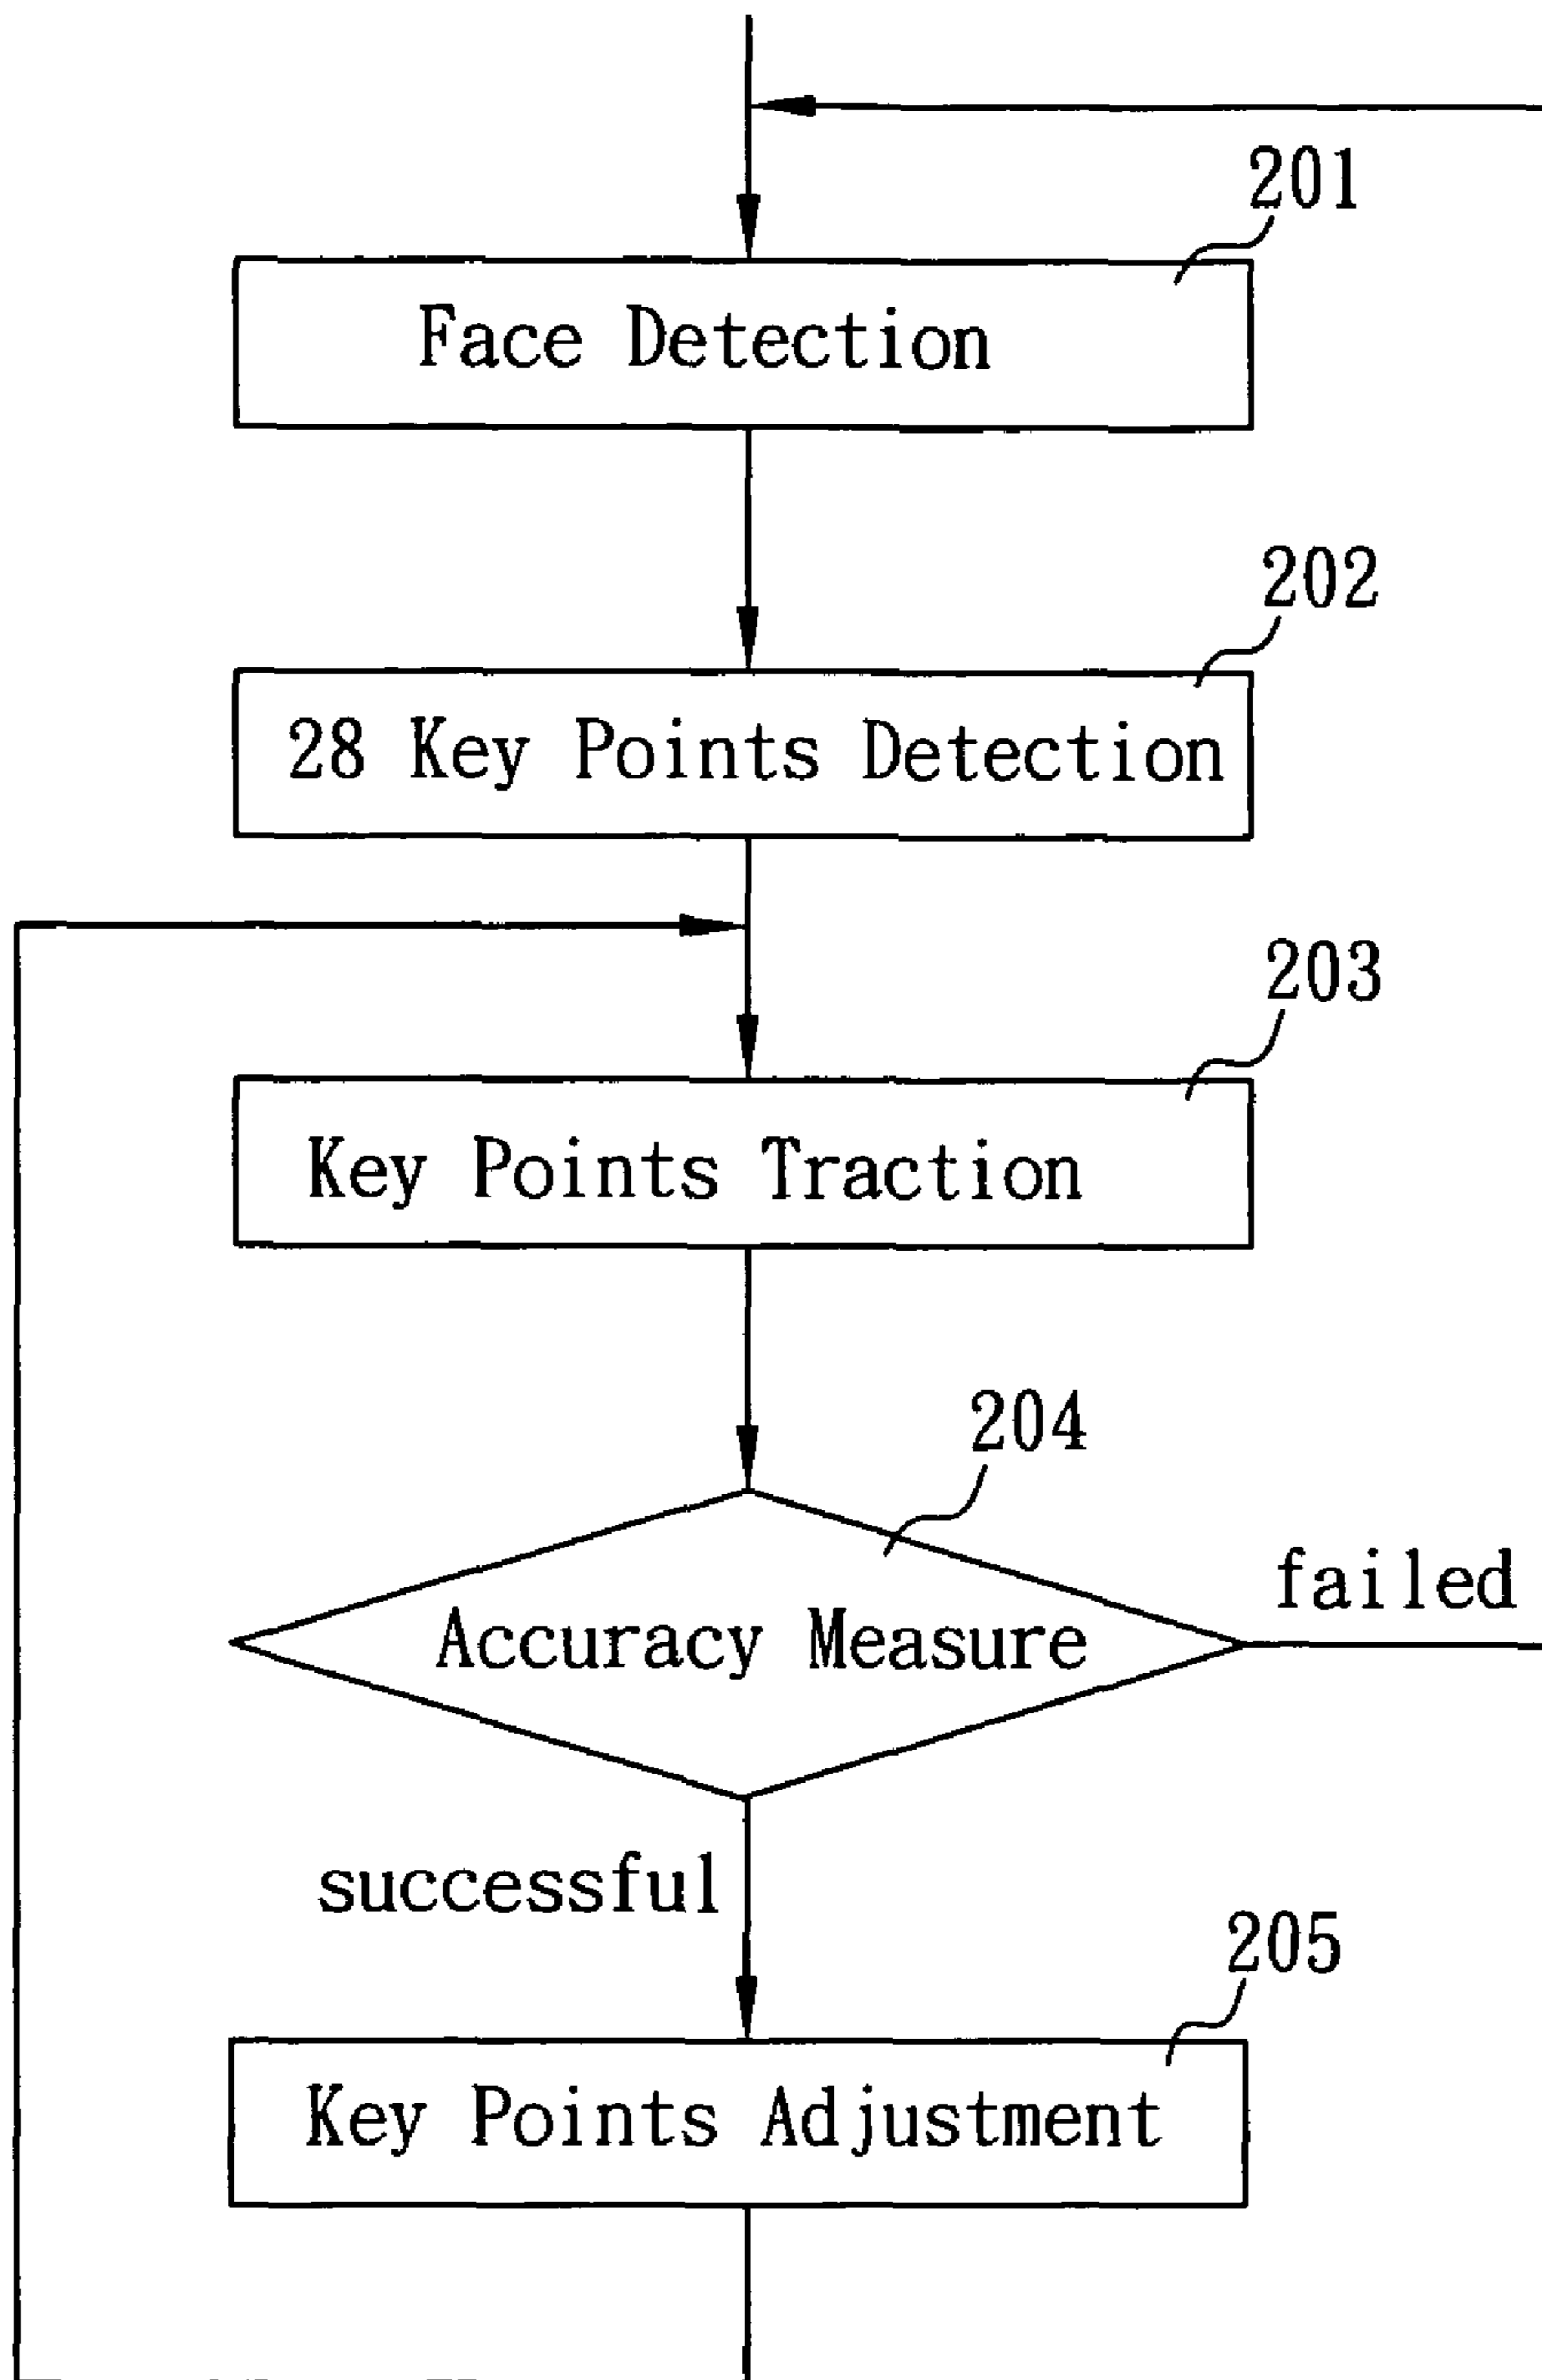 201
Face Detection
202
28 Key Points Detection
203
Key Points Traction
204
Accuracy Measure
failed
successful
205
Key Points Adjustment